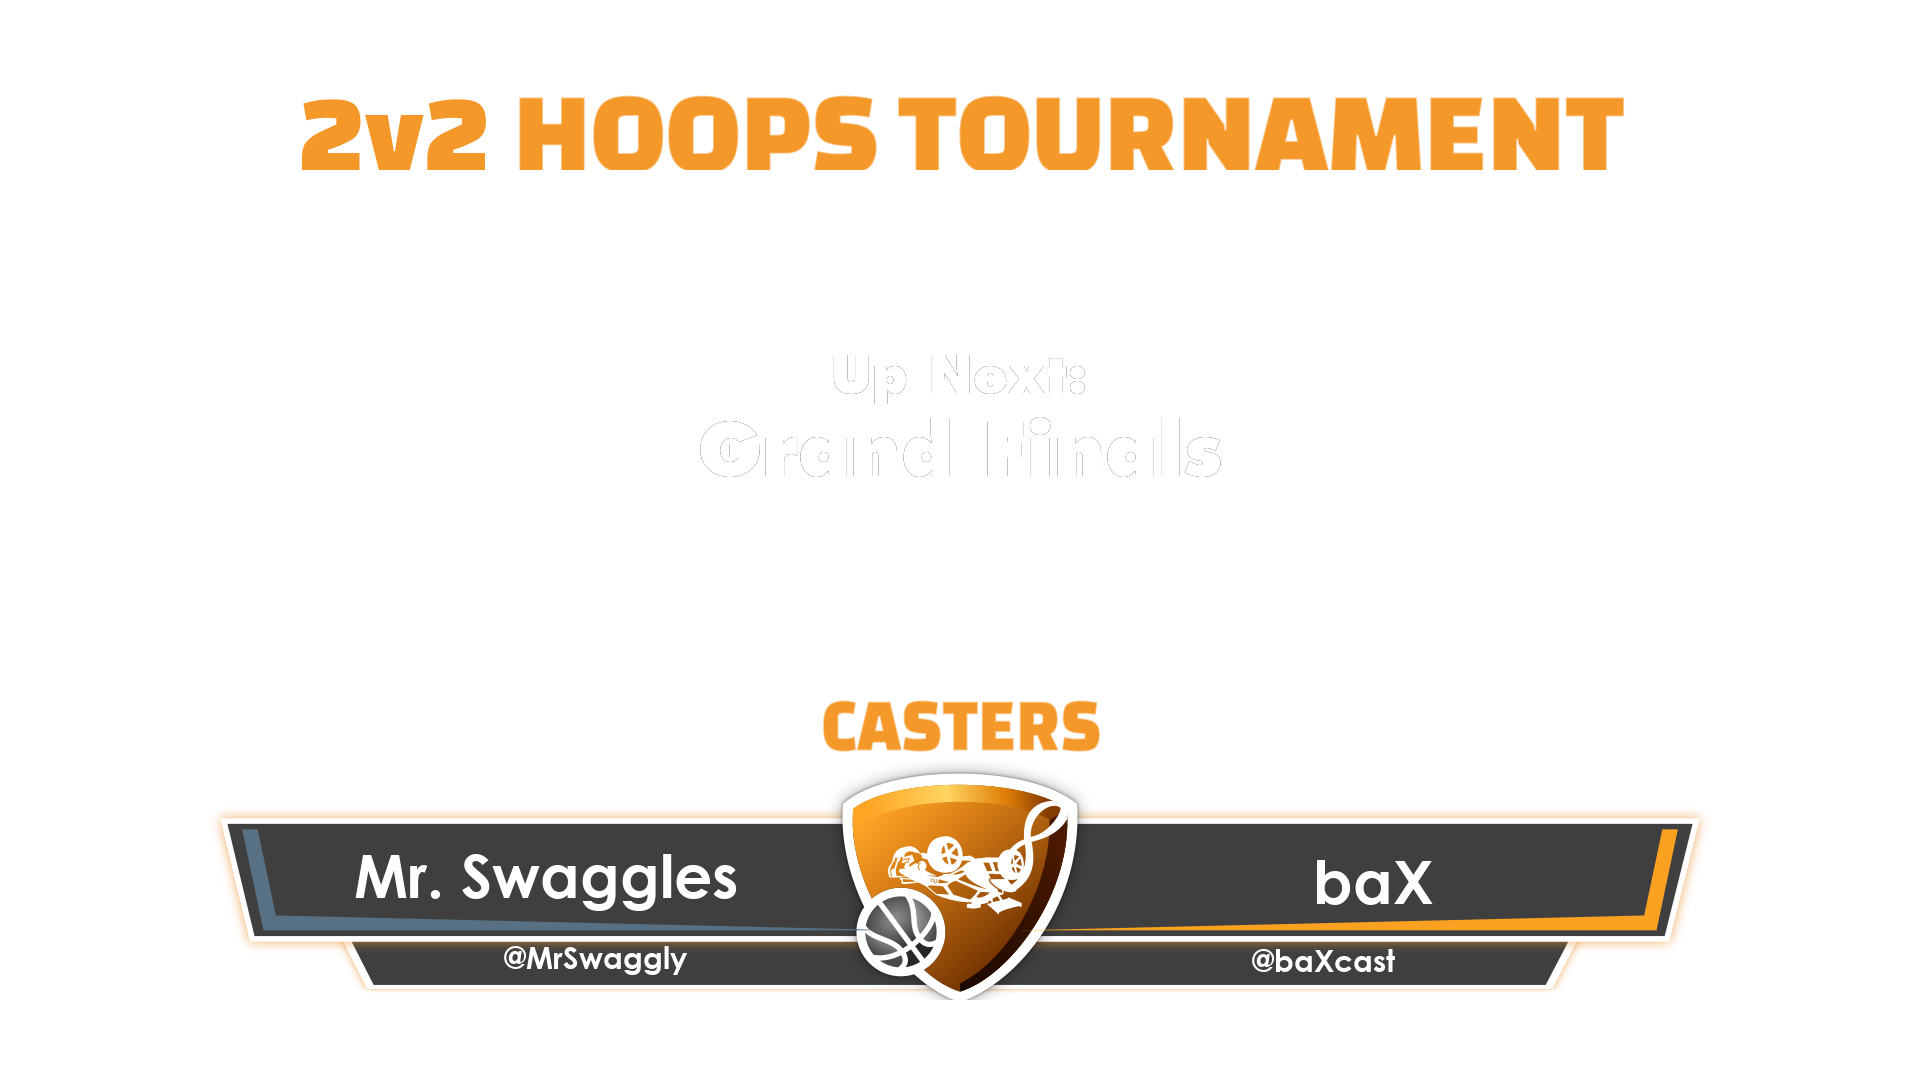 2v2 HOOPS TOURNAMENT
Up Next:
Grand Finals
CASTERS
Mr. Swaggles
baX
@MrSwaggly
@baXcast